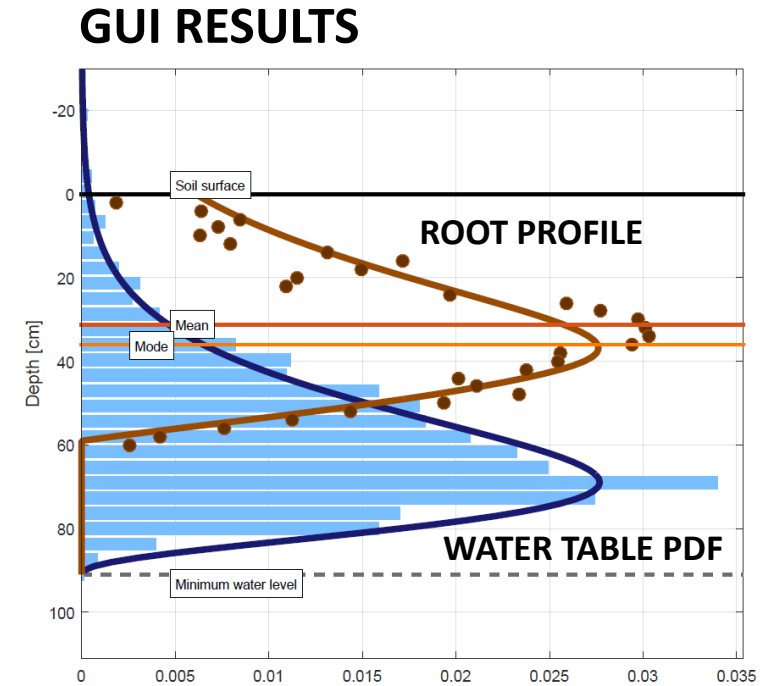 GUI RESULTS
-20
0
Soil surface
ROOT PROFILE
20
Mean
Mode
40
Depth [cm]
60
80
WATER TABLE PDF
Minimum water level
100
0 0.005 0.01 0.015 0.02 0.025 0.03 0.035